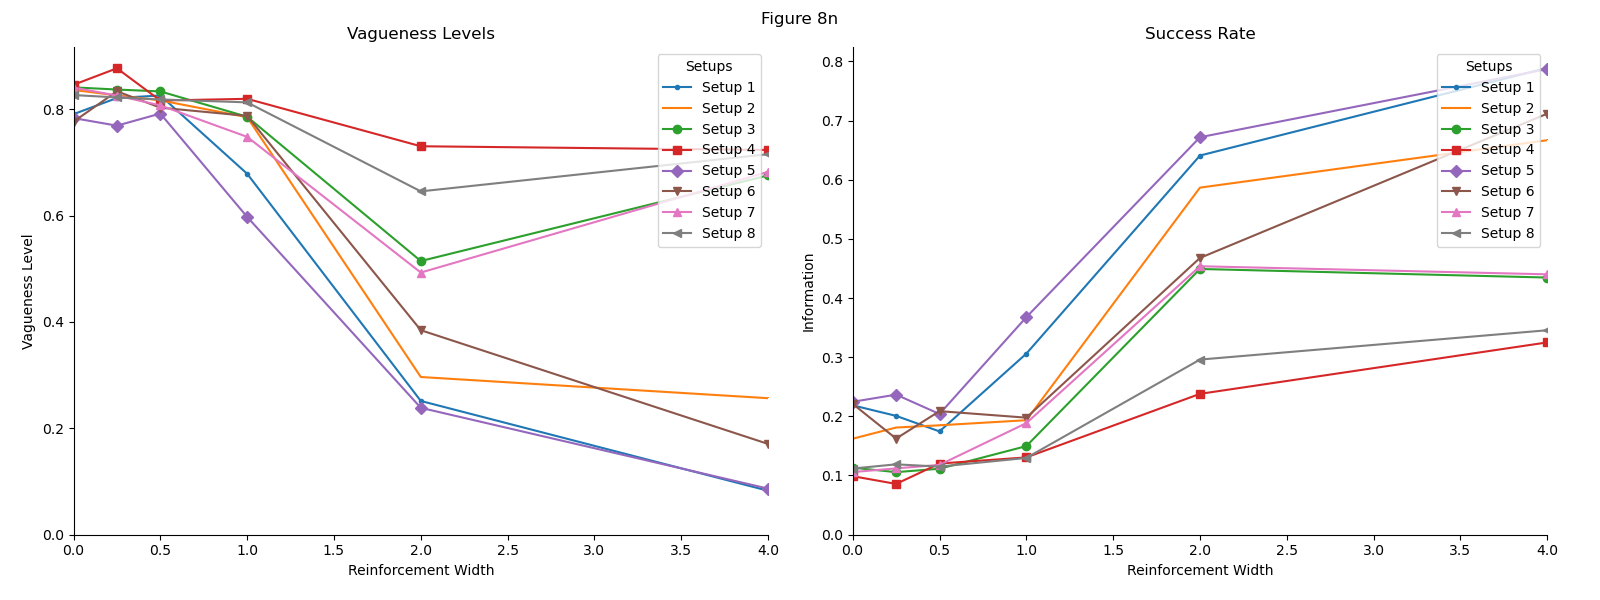 Figure 8n
Vagueness Levels
Vagueness Level
0.8
0.6
0.4
0.2
0.0
0.0 0.5 1.0 1.5 2.0 2.5 3.0 3.5 4.0
Reinforcement Width
Setups
Setup 1
Setup 2
Setup 3
Setup 4
Setup 5
Setup 6
Setup 7
Setup 8
Success Rate
Information
0.8
0.7
0.6
0.5
0.4
0.3
0.2
0.1
0.0
0.0 0.5 1.0 1.5 2.0 2.5 3.0 3.5 4.0
Reinforcement Width
Setups
Setup 1
Setup 2
Setup 3
Setup 4
Setup 5
Setup 6
Setup 7
Setup 8